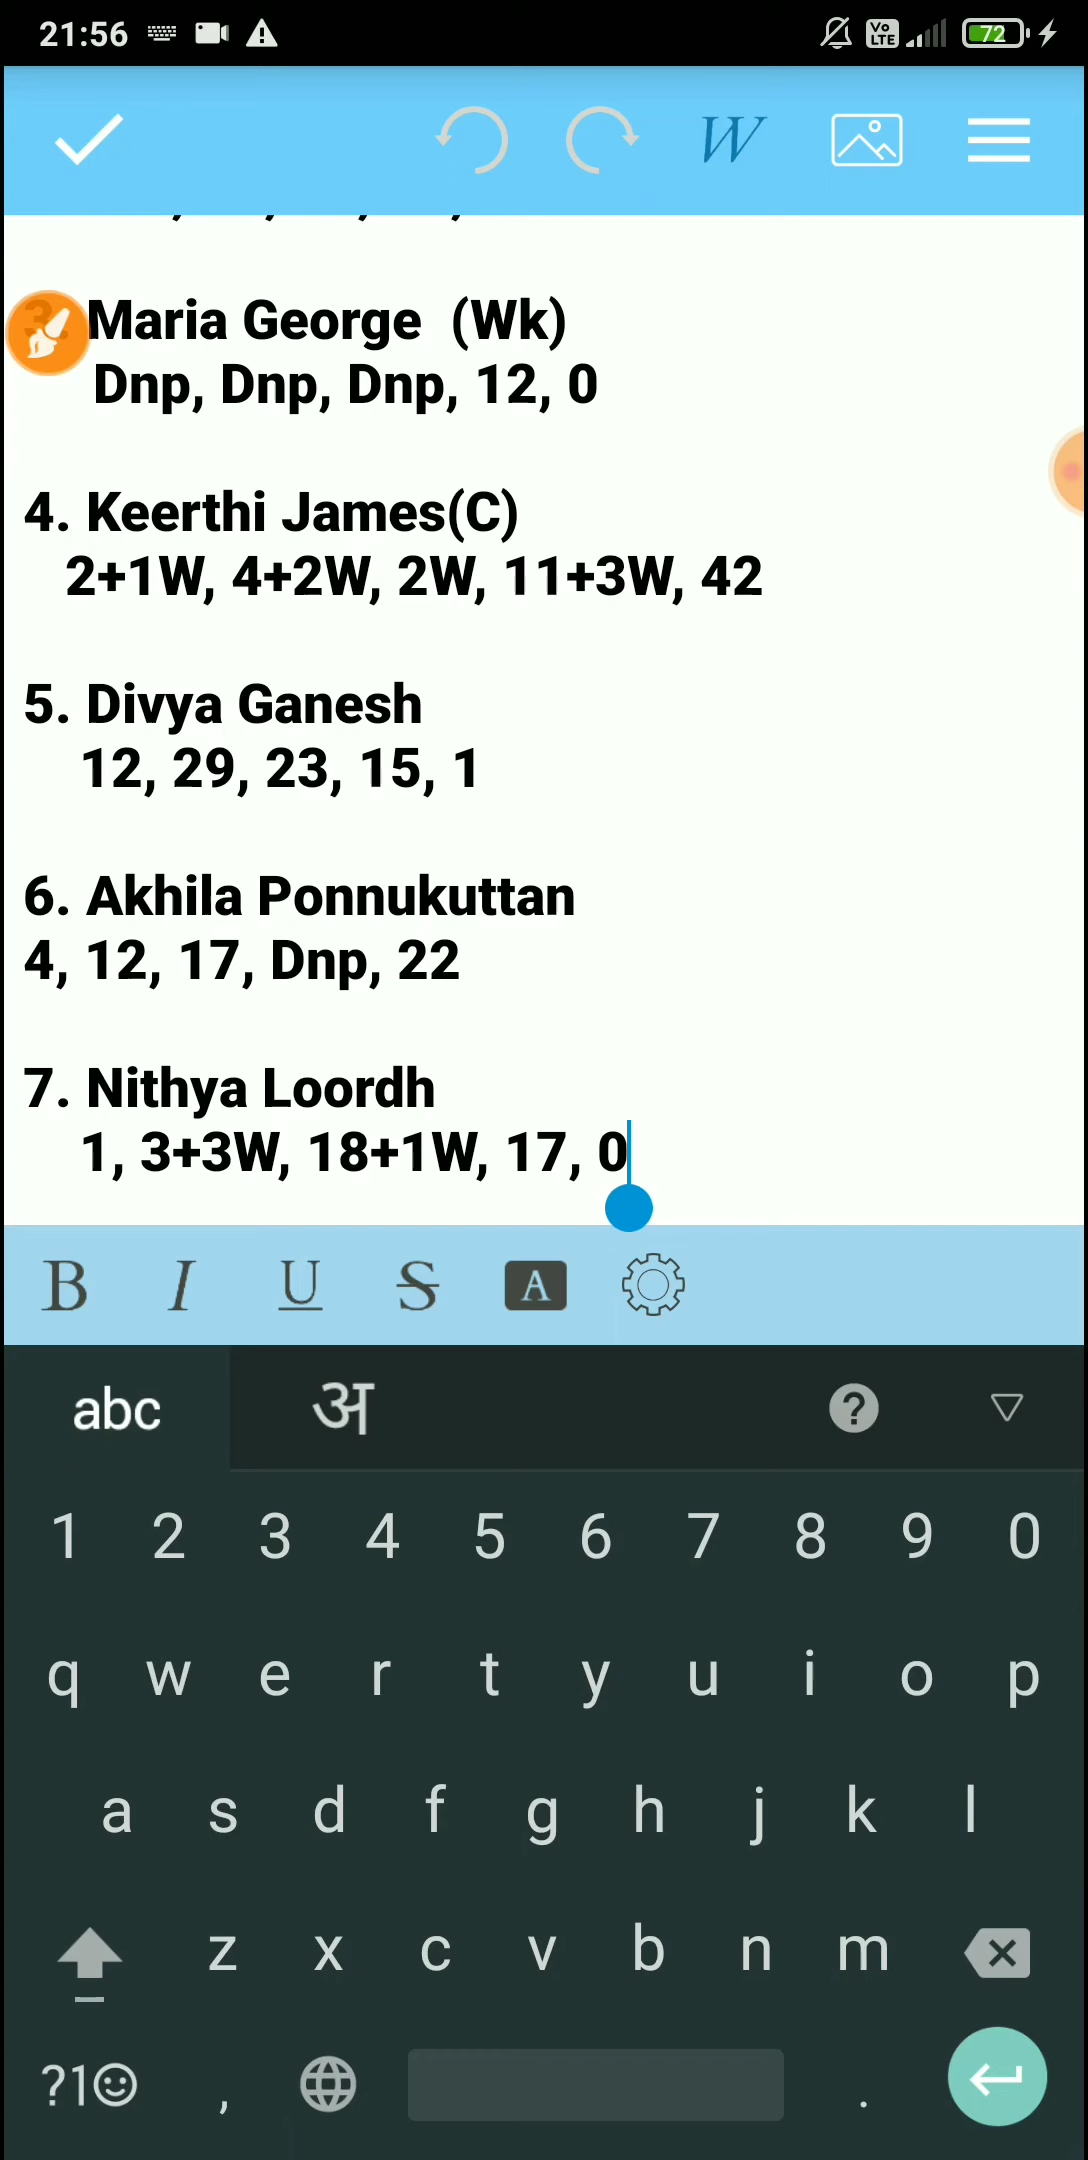 21:56
Vo LTE
72
W
Maria George (Wk)
Dnp, Dnp, Dnp, 12, 0
4. Keerthi James(C)
2+1W, 4+2W, 2W, 11+3W, 42
5. Divya Ganesh
12, 29, 23, 15, 1
6. Akhila Ponnukuttan
4, 12, 17, Dnp, 22
7. Nithya Loordh
1, 3+3W, 18+1W, 17, 0
B I U S A
abc अ ?
1 2 3 4 5 6 7 8 9 0
q w e r t y u i o p
a s d f g h j k l
z x c v b n m
?1☺ , .